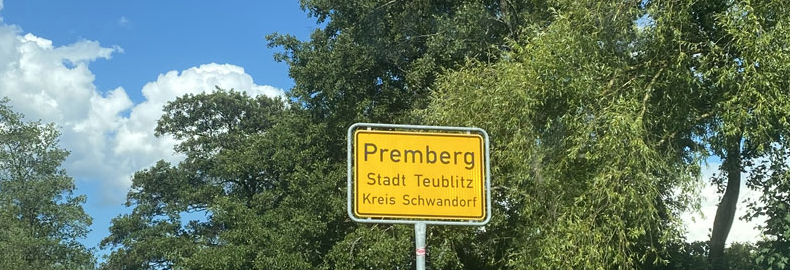 Premberg
Stadt Teublitz
Kreis Schwandorf